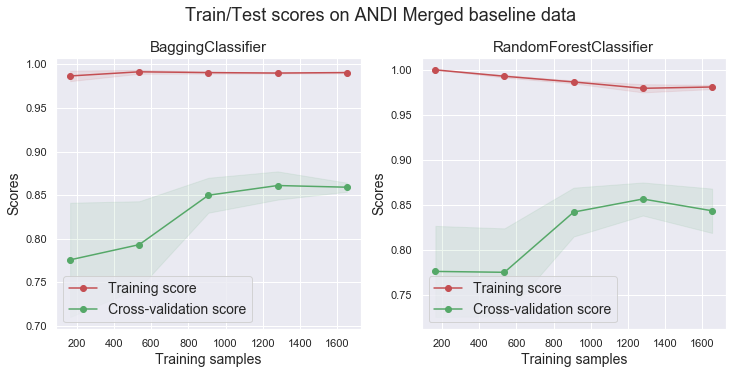 Train/Test scores on ANDI Merged baseline data
BaggingClassifier
1.00
0.95
0.90
0.85
0.80
0.75
0.70
Scores
Training score
Cross-validation score
200 400 600 800 1000 1200 1400 1600
Training samples
RandomForestClassifier
1.00
0.95
0.90
0.85
0.80
0.75
Scores
Training score
Cross-validation score
200 400 600 800 1000 1200 1400 1600
Training samples